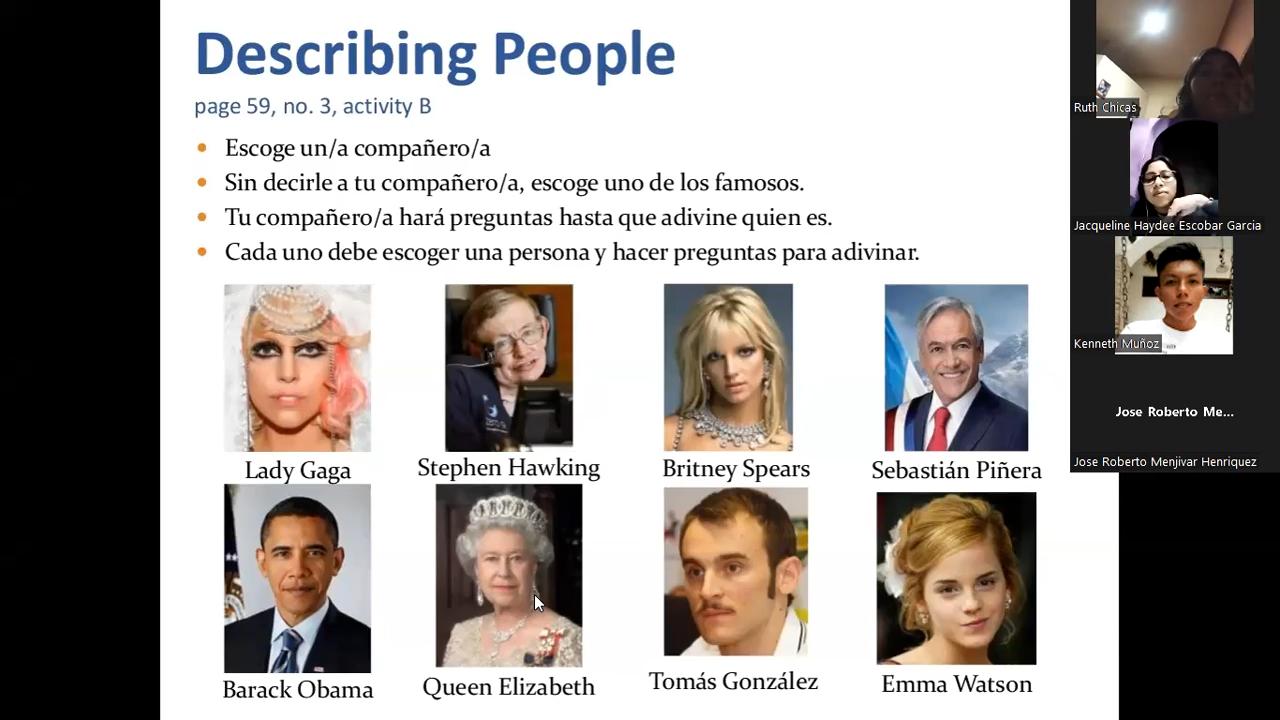 Describing People
page 59, no. 3, activity B
• Escoge un/a compañero/a
• Sin decirle a tu compañero/a, escoge uno de los famosos.
• Tu compañero/a hará preguntas hasta que adivine quien es.
• Cada uno debe escoger una persona y hacer preguntas para adivinar.
Lady Gaga
Stephen Hawking
Britney Spears
Sebastián Piñera
Barack Obama
Queen Elizabeth
Tomás González
Emma Watson
Ruth Chicas
Jacqueline Haydee Escobar Garcia
Kenneth Muñoz
Jose Roberto Me...
Jose Roberto Menjivar Henriquez